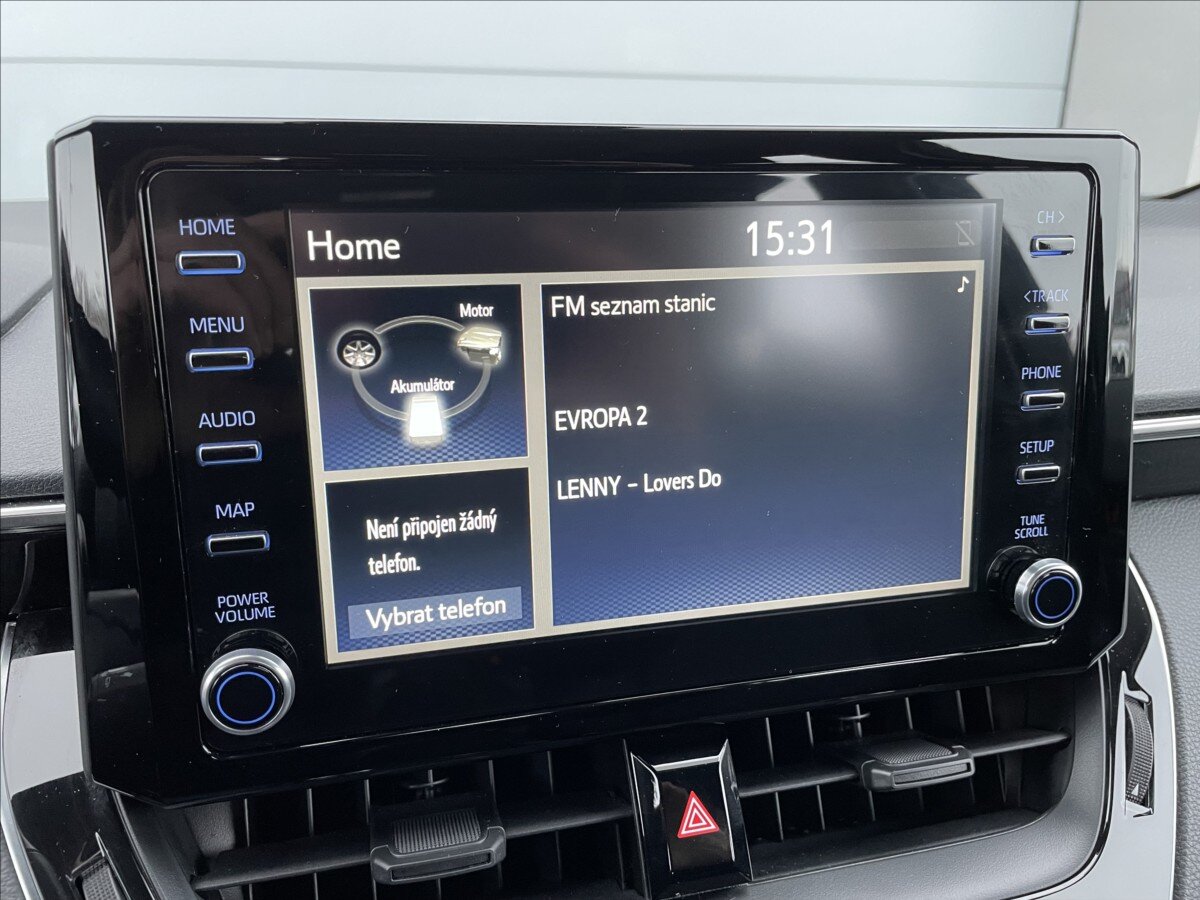 HOME
MENU
AUDIO
MAP
POWER
VOLUME
Home
15:31
Motor
Akumulátor
Není připojen žádný
telefon.
Vybrat telefon
FM seznam stanic
EVROPA 2
LENNY – Lovers Do
CH >
< TRACK
PHONE
SETUP
TUNE
SCROLL